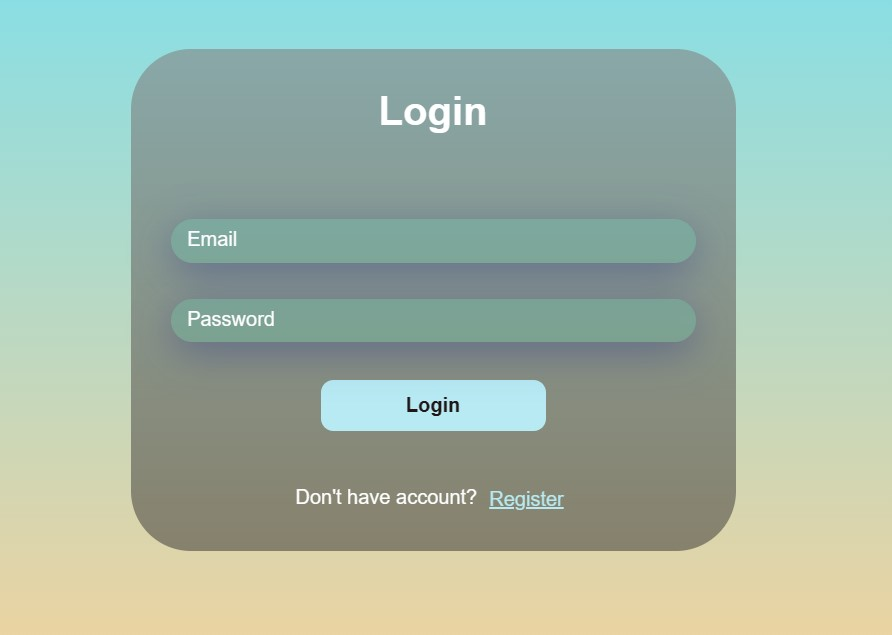 Login
Email
Password
Login
Don't have account? Register